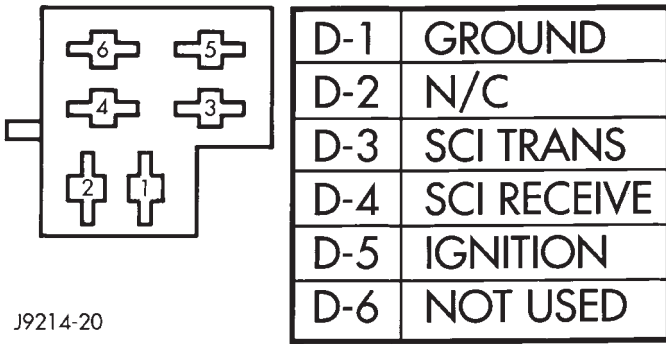 6 5
4 3
2 1
D-1 GROUND
D-2 N/C
D-3 SCI TRANS
D-4 SCI RECEIVE
D-5 IGNITION
D-6 NOT USED
J9214-20